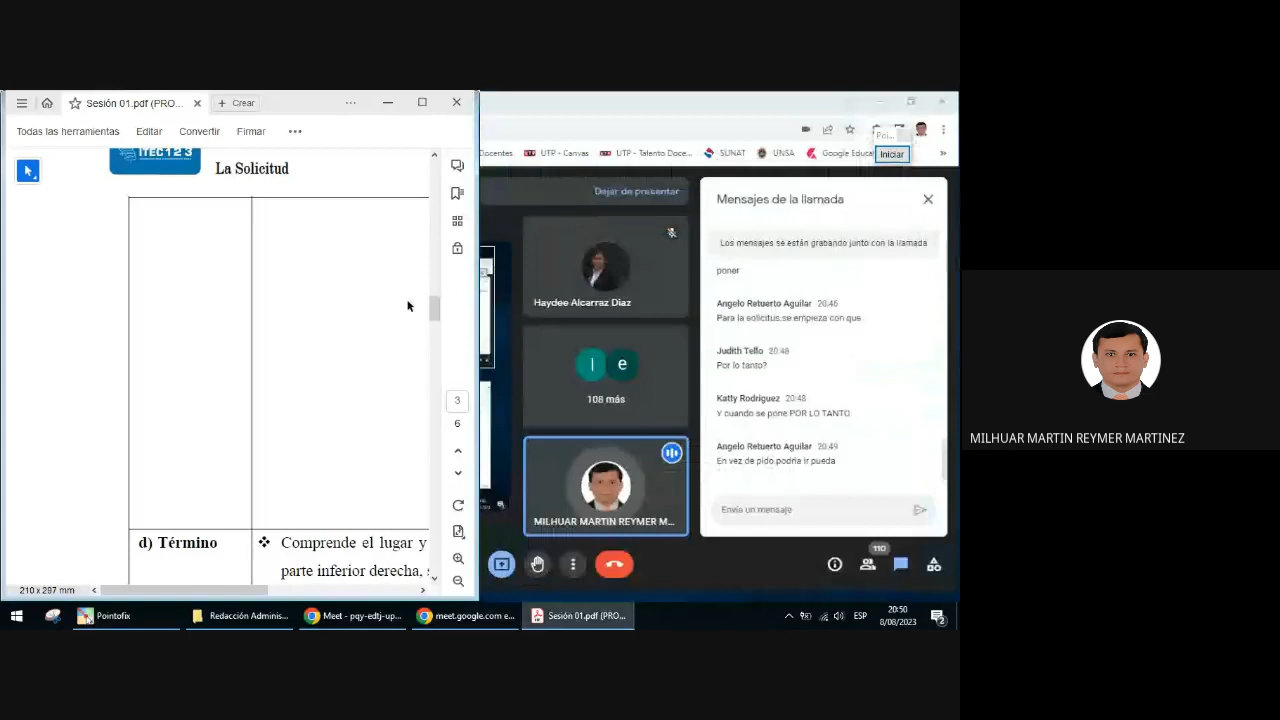 Sesión 01.pdf (PRO...
Crear
Todas las herramientas Editar Convertir Firmar
ITEC 1 2 3
La Solicitud
d) Término
❖ Comprende el lugar y
parte inferior derecha, s
3
6
210 x 297 mm
Docentes UTP - Canvas UTP - Talento Doce... SUNAT UNSA Google Educa
Poi...
Iniciar
»
Dejar de presentar
Haydee Alcarraz Diaz
I e
108 más
MILHUAR MARTIN REYMER M...
Mensajes de la llamada
Los mensajes se están grabando junto con la llamada
poner
Angelo Retuerto Aguilar 20:46
Para la solicitus.se empieza con que
Judith Tello 20:48
Por lo tanto?
Katty Rodriguez 20:48
Y cuando se pone POR LO TANTO
Angelo Retuerto Aguilar 20:49
En vez de pido.podria ir pueda
Envía un mensaje
110
MILHUAR MARTIN REYMER MARTINEZ
Pointofix
Redacción Adminis...
Meet - pqy-edtj-up...
meet.google.com e...
Sesión 01.pdf (PRO...
ESP
20:50
8/08/2023
2